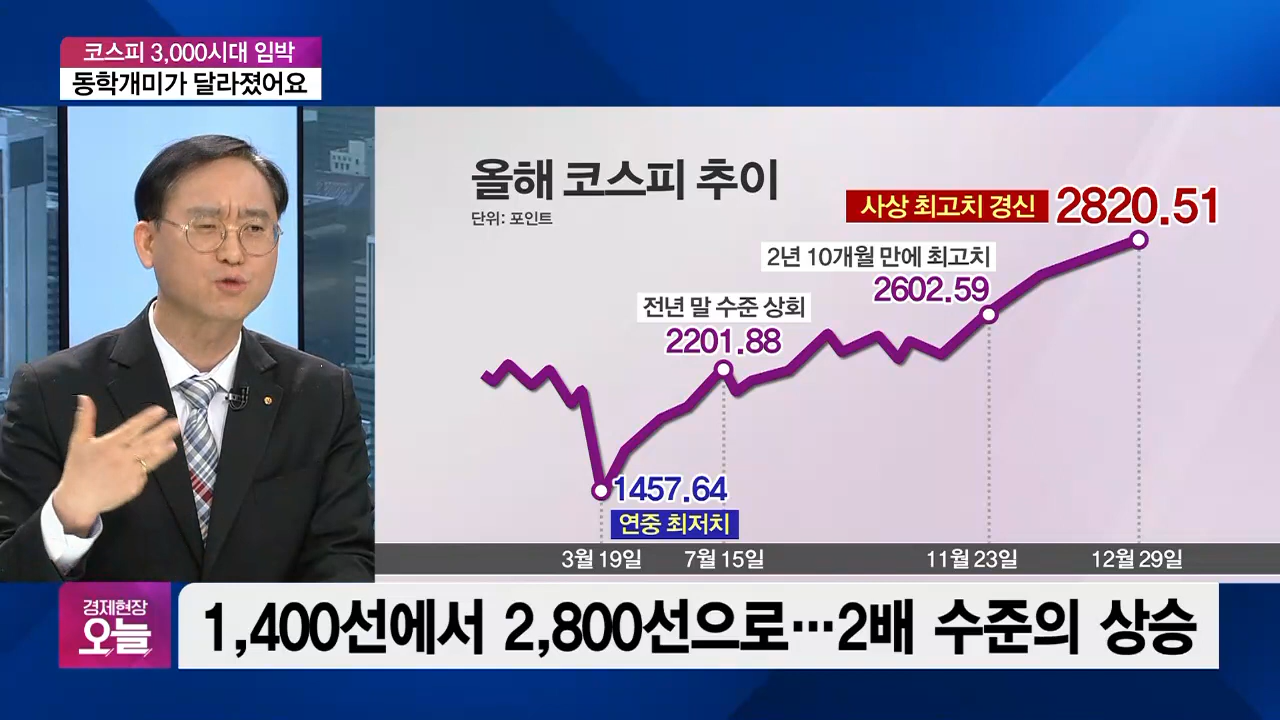 코스피 3,000시대 임박
동학개미가 달라졌어요
올해 코스피 추이
단위: 포인트
사상 최고치 경신 2820.51
2년 10개월 만에 최고치
2602.59
전년 말 수준 상회
2201.88
1457.64
연중 최저치
3월 19일 7월 15일 11월 23일 12월 29일
경제현장
오늘
1,400선에서 2,800선으로…2배 수준의 상승